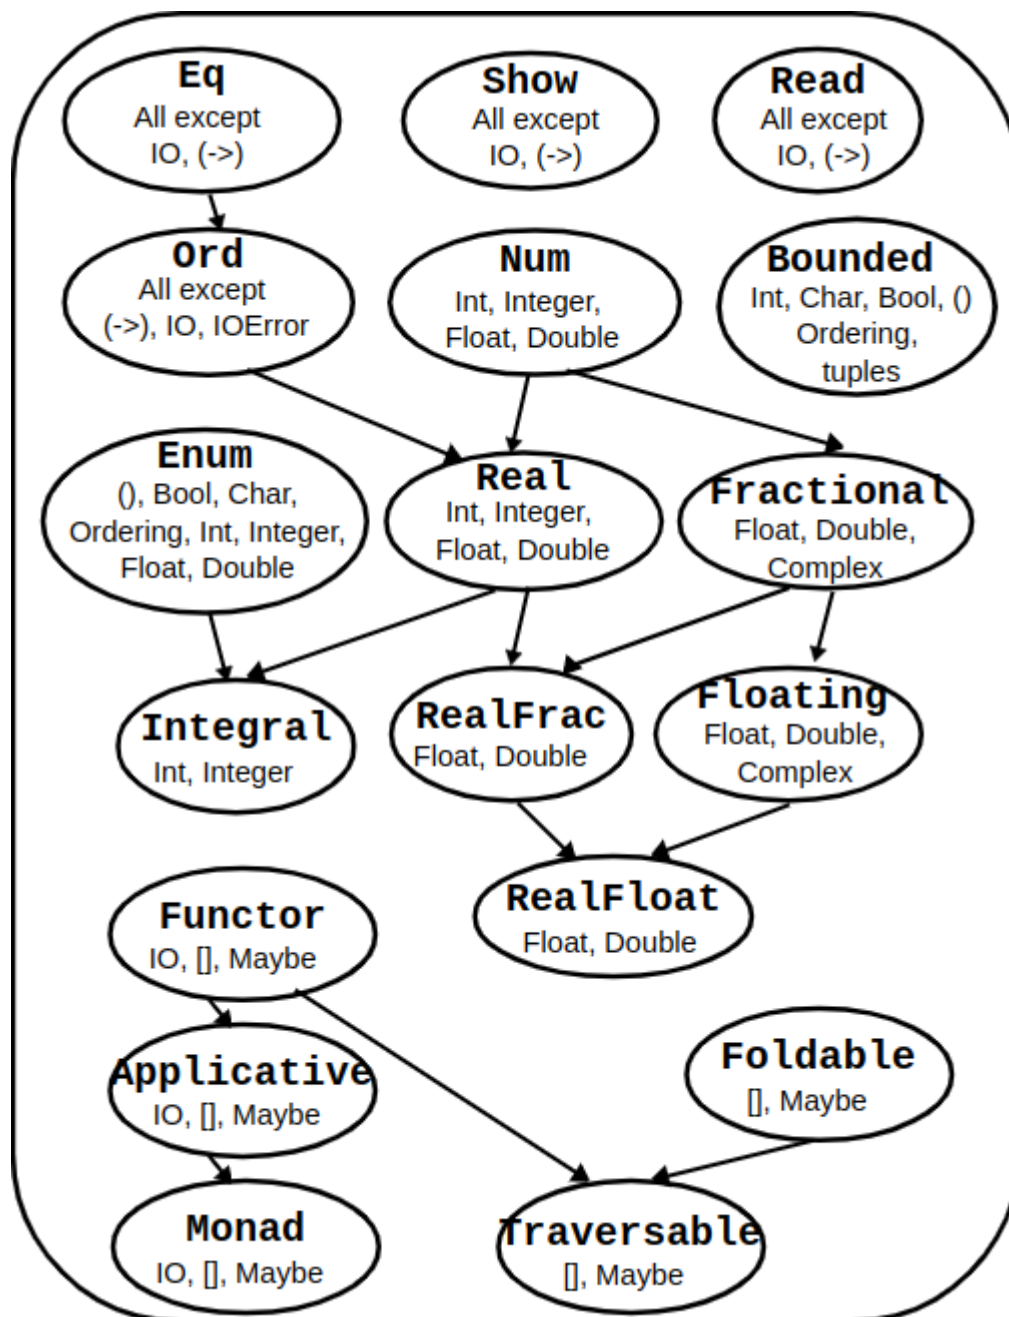 Eq
All except
IO, (->)
Show
All except
IO, (->)
Read
All except
IO, (->)
Ord
All except
(->), IO, IOError
Num
Int, Integer,
Float, Double
Bounded
Int, Char, Bool, ()
Ordering,
tuples
Enum
(), Bool, Char,
Ordering, Int, Integer,
Float, Double
Real
Int, Integer,
Float, Double
Fractional
Float, Double,
Complex
Integral
Int, Integer
RealFrac
Float, Double
Floating
Float, Double,
Complex
RealFloat
Float, Double
Functor
IO, [], Maybe
Applicative
IO, [], Maybe
Foldable
[], Maybe
Monad
IO, [], Maybe
Traversable
[], Maybe